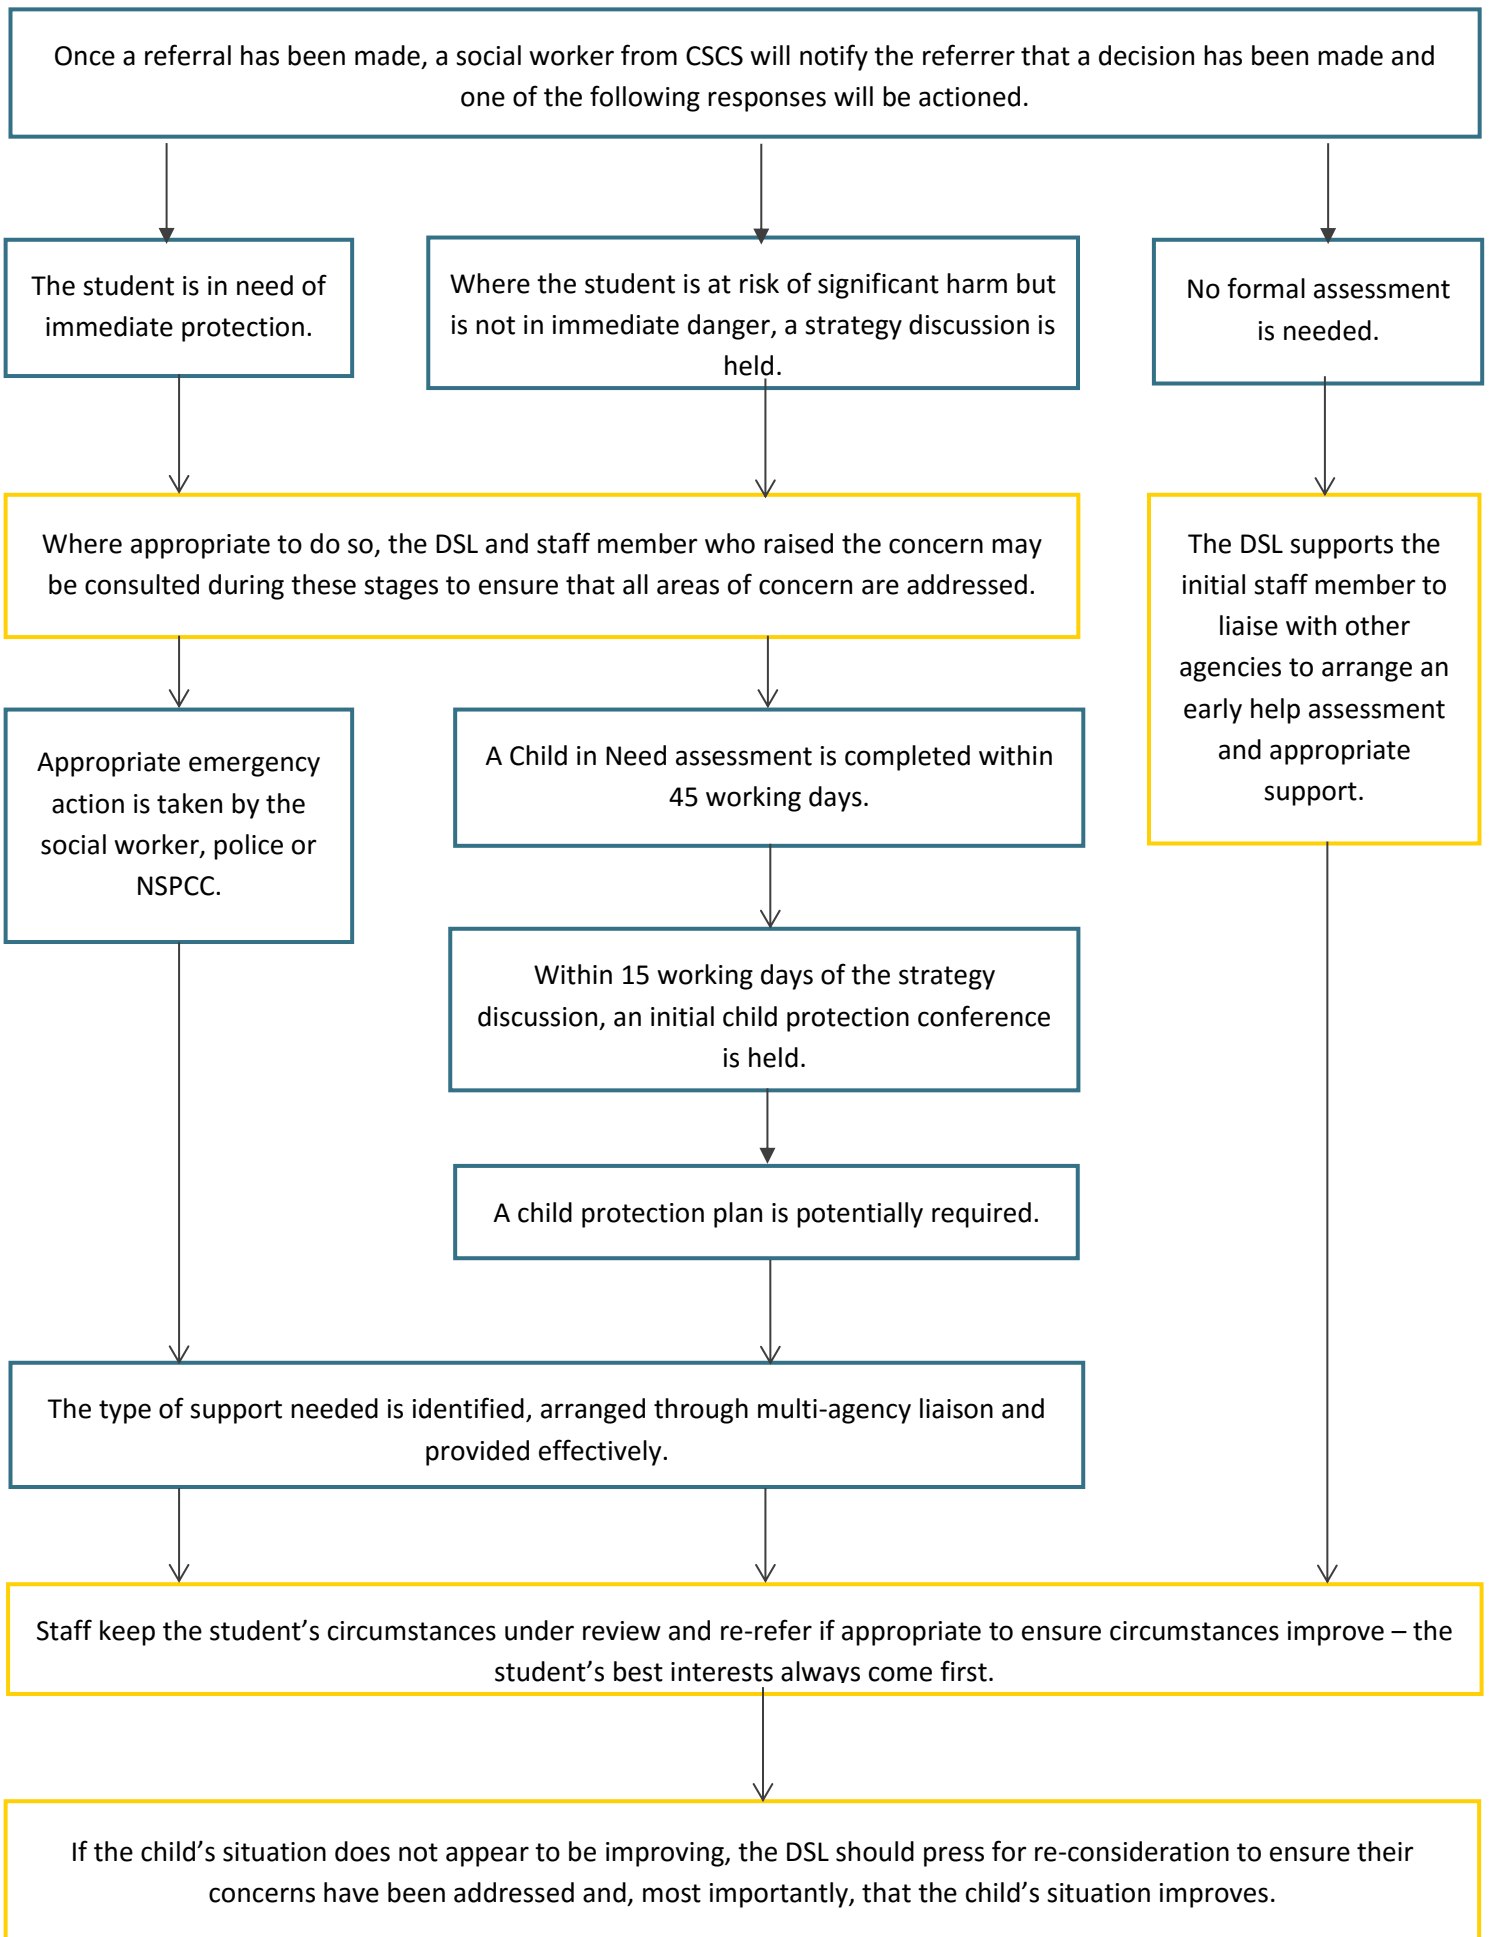 Once a referral has been made, a social worker from CSCS will notify the referrer that a decision has been made and
one of the following responses will be actioned.
The student is in need of
immediate protection.
Where the student is at risk of significant harm but
is not in immediate danger, a strategy discussion is
held.
No formal assessment
is needed.
Where appropriate to do so, the DSL and staff member who raised the concern may
be consulted during these stages to ensure that all areas of concern are addressed.
The DSL supports the
initial staff member to
liaise with other
agencies to arrange an
early help assessment
and appropriate
support.
Appropriate emergency
action is taken by the
social worker, police or
NSPCC.
A Child in Need assessment is completed within
45 working days.
Within 15 working days of the strategy
discussion, an initial child protection conference
is held.
A child protection plan is potentially required.
The type of support needed is identified, arranged through multi-agency liaison and
provided effectively.
Staff keep the student’s circumstances under review and re-refer if appropriate to ensure circumstances improve – the
student’s best interests always come first.
If the child’s situation does not appear to be improving, the DSL should press for re-consideration to ensure their
concerns have been addressed and, most importantly, that the child’s situation improves.